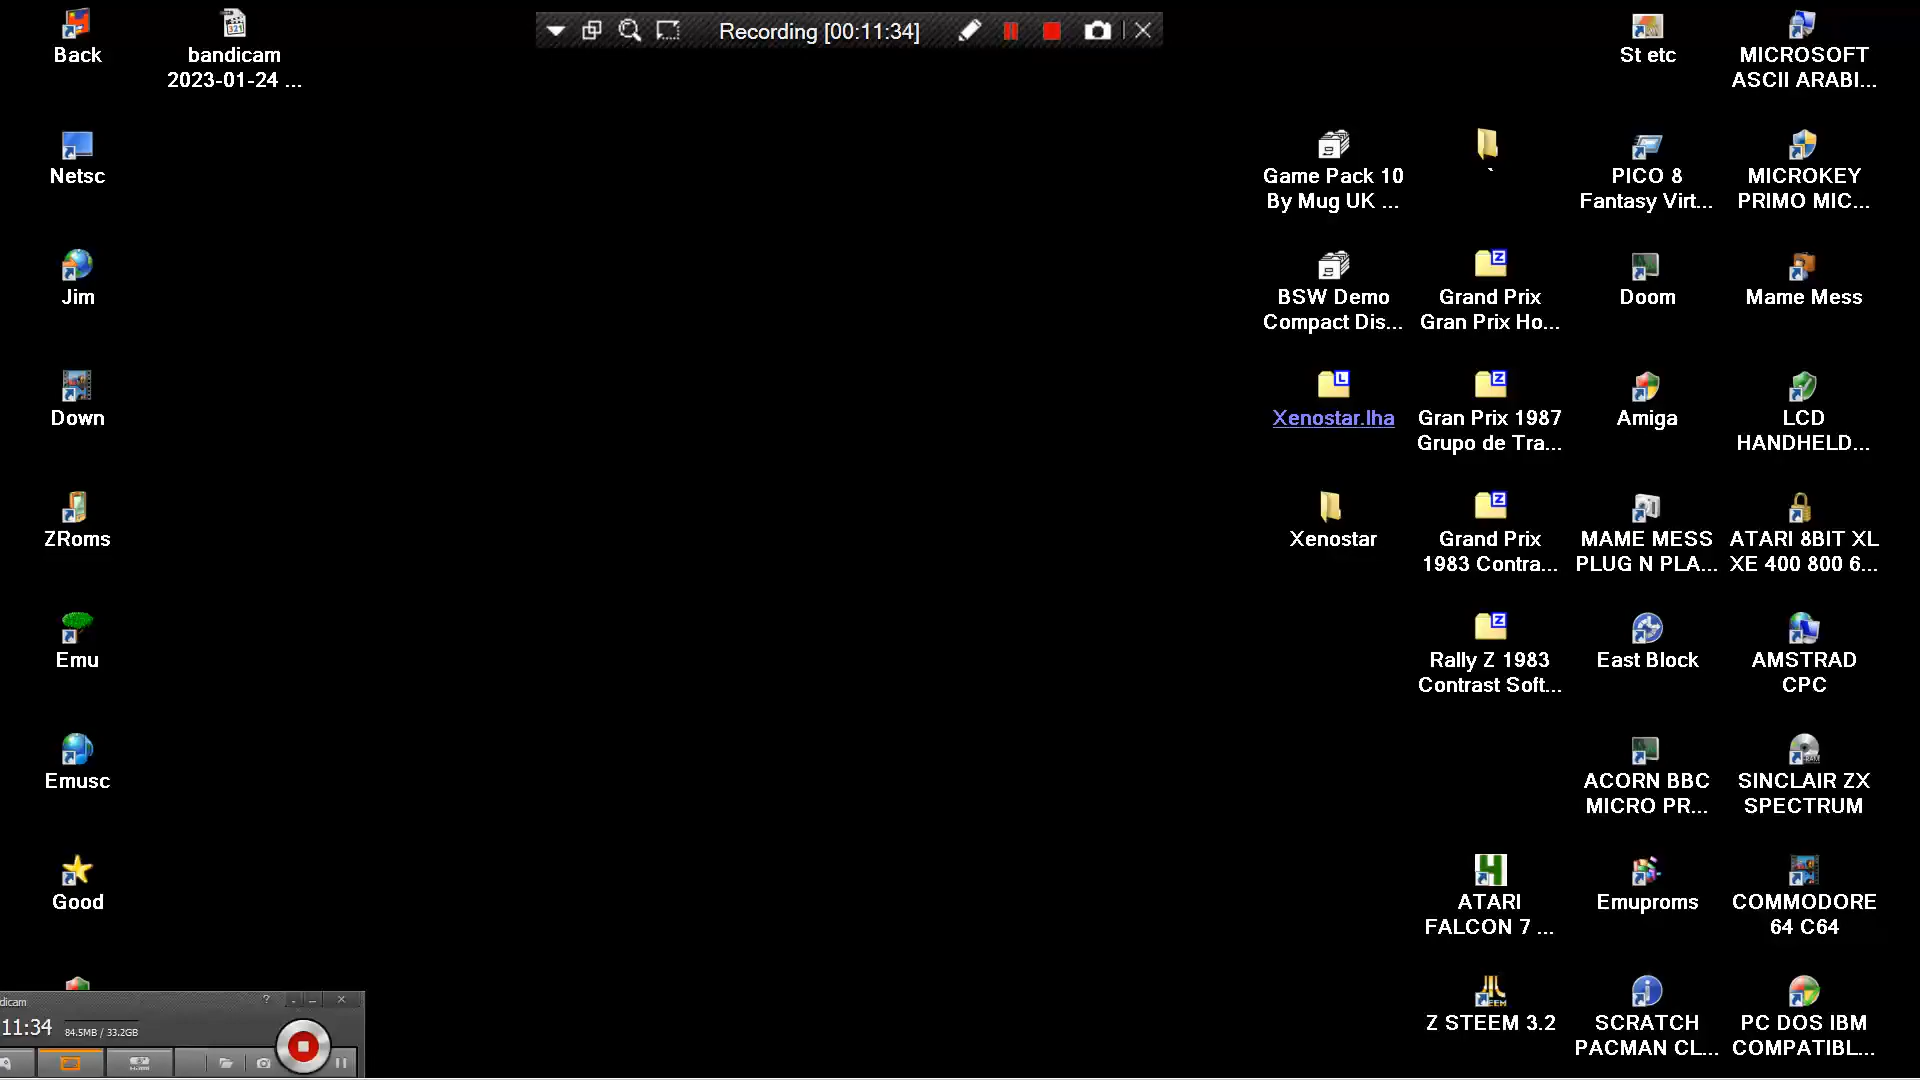 Back
bandicam
2023-01-24 ...
Recording [00:11:34]
St etc
MICROSOFT
ASCII ARABI...
Netsc
Game Pack 10
By Mug UK ...
`
PICO 8
Fantasy Virt...
MICROKEY
PRIMO MIC...
Jim
BSW Demo
Compact Dis...
Grand Prix
Gran Prix Ho...
Doom
Mame Mess
Down
Xenostar.lha
Gran Prix 1987
Grupo de Tra...
Amiga
LCD
HANDHELD...
ZRoms
Xenostar
Grand Prix
1983 Contra...
MAME MESS
PLUG N PLA...
ATARI 8BIT XL
XE 400 800 6...
Emu
Rally Z 1983
Contrast Soft...
East Block
AMSTRAD
CPC
Emusc
ACORN BBC
MICRO PR...
SINCLAIR ZX
SPECTRUM
Good
ATARI
FALCON 7 ...
Emuproms
COMMODORE
64 C64
Z STEEM 3.2
SCRATCH
PACMAN CL...
PC DOS IBM
COMPATIBL...
dicam
11:34
84.5MB / 33.2GB